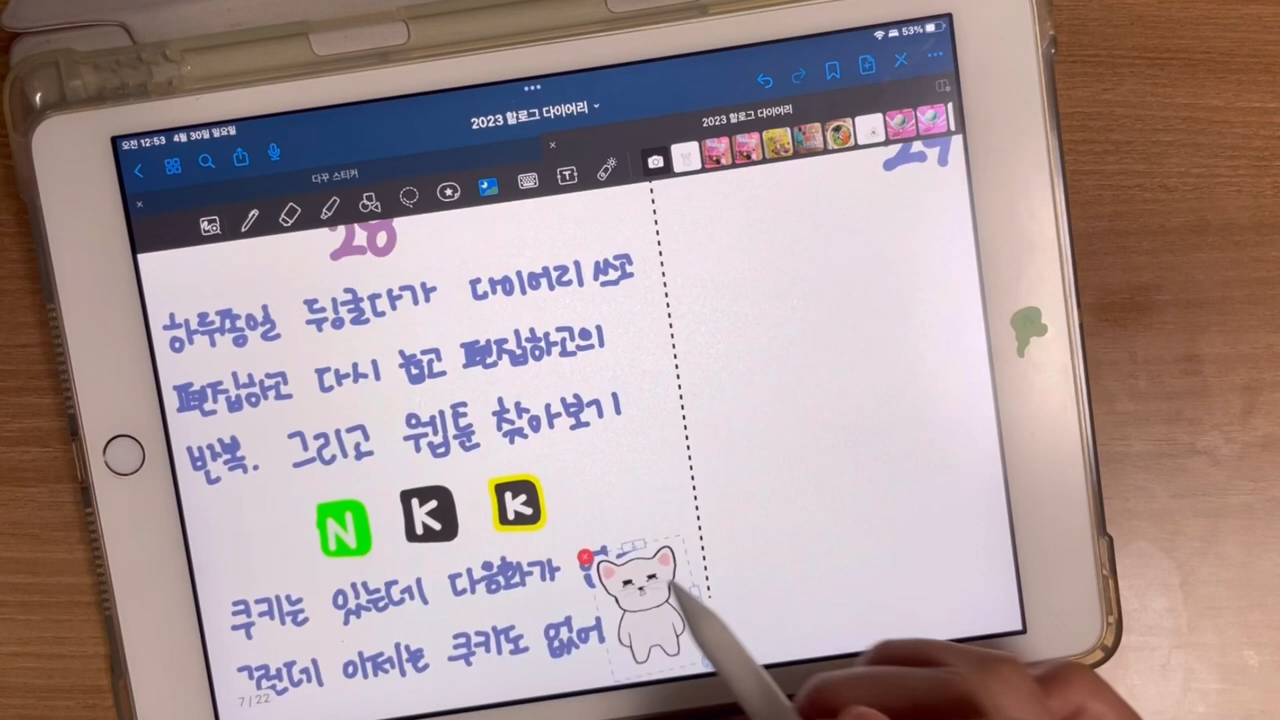 오전 12:53 4월 30일 일요일
53%
2023 할로그 다이어리
다꾸 스티커
2023 할로그 다이어리
T
28
29
하루종일 뒹굴다가 다이어리 쓰고
편집하고 다시 눕고 편집하고의
반복. 그리고 웹툰 찾아보기
N K K
쿠키는 있는데 다음화가
그런데 이제는 쿠키도 없어
7/22